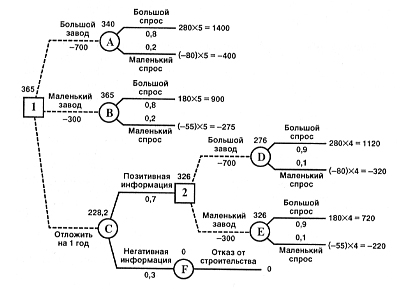 Большой
спрос
340
280×5 = 1400
Большой
завод
0,8
А
–700
0,2
Маленький
спрос
(–80)×5 = –400
365
1
Большой
спрос
Маленький
завод
365
180×5 = 900
0,8
В
–300
0,2
Маленький
спрос
(–55)×5 = –275
Большой
спрос
Большой
завод
276
280×4 = 1120
0,9
D
–700
0,1
Позитивная
информация
326
(–80)×4 = –320
Маленький
спрос
0,7
2
228,2
Большой
спрос
Маленький
завод
326
180×4 = 720
С
0,9
Е
–300
0,1
Отложить
на 1 год
(–55)×4 = –220
Маленький
спрос
Негативная
информация
0
Отказ от
строительства
0
F
0,3